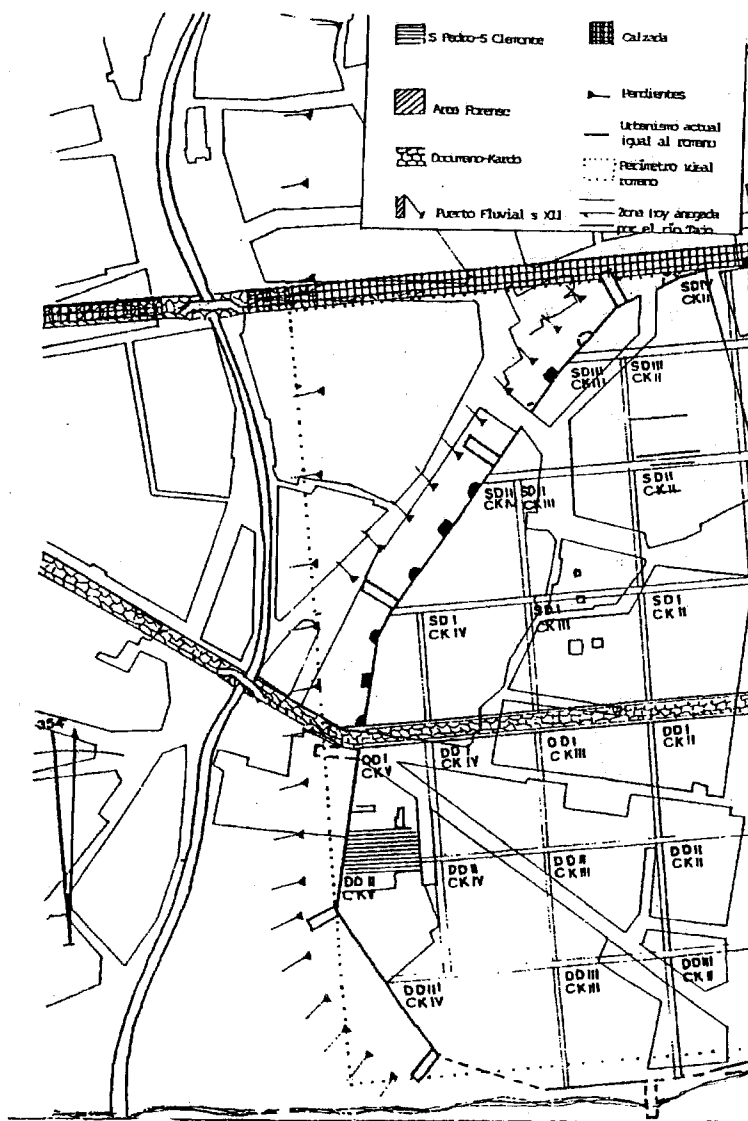 S Pedro-S Clemente
Calzada
Area Forense
Pendientes
Urbanismo actual
igual al romano
Documano-Kardo
Perímetro ideal
romano
Puerto Fluvial s XII
Zona hoy anegada
por el río Tajo
SD IV
CK II
SD III
CK III
SD III
CK II
SD II
CK IV
SD II
CK III
SD II
CK II
SD I
CK IV
SD I
CK III
SD I
CK II
354
DD I
CK V
DD I
CK IV
DD I
CK III
DD I
CK II
DD II
CK V
DD II
CK IV
DD II
CK III
DD II
CK II
DD III
CK IV
DD III
CK III
DD III
CK II